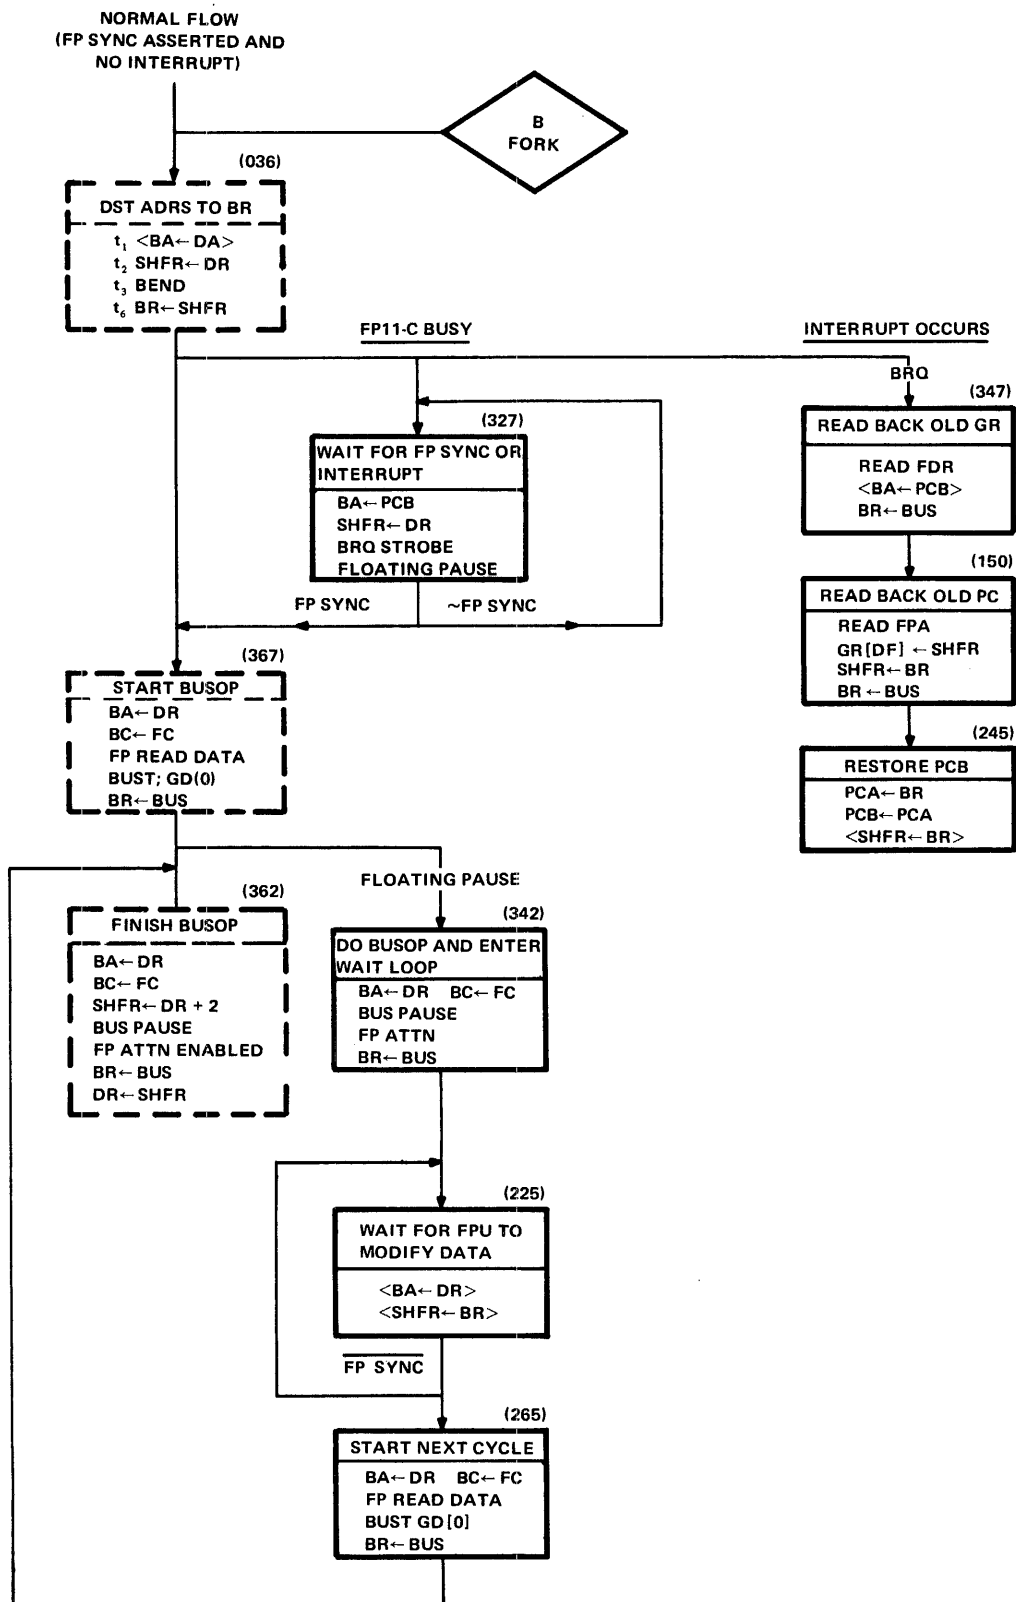 NORMAL FLOW
(FP SYNC ASSERTED AND
NO INTERRUPT)
B
FORK
(036)
DST ADRS TO BR
t₁ <BA←DA>
t₂ SHFR←DR
t₃ BEND
t₆ BR←SHFR
FP11-C BUSY
INTERRUPT OCCURS
BRQ
(327)
WAIT FOR FP SYNC OR
INTERRUPT
BA←PCB
SHFR←DR
BRQ STROBE
FLOATING PAUSE
FP SYNC
~FP SYNC
(347)
READ BACK OLD GR
READ FDR
<BA←PCB>
BR←BUS
(150)
READ BACK OLD PC
READ FPA
GR[DF]←SHFR
SHFR←BR
BR←BUS
(245)
RESTORE PCB
PCA←BR
PCB←PCA
<SHFR←BR>
(367)
START BUSOP
BA←DR
BC←FC
FP READ DATA
BUST; GD(0)
BR←BUS
FLOATING PAUSE
(362)
FINISH BUSOP
BA←DR
BC←FC
SHFR←DR + 2
BUS PAUSE
FP ATTN ENABLED
BR←BUS
DR←SHFR
(342)
DO BUSOP AND ENTER
WAIT LOOP
BA←DR BC←FC
BUS PAUSE
FP ATTN
BR←BUS
(225)
WAIT FOR FPU TO
MODIFY DATA
<BA←DR>
<SHFR←BR>
F̅P̅ ̅S̅Y̅N̅C̅
(265)
START NEXT CYCLE
BA←DR BC←FC
FP READ DATA
BUST GD[0]
BR←BUS